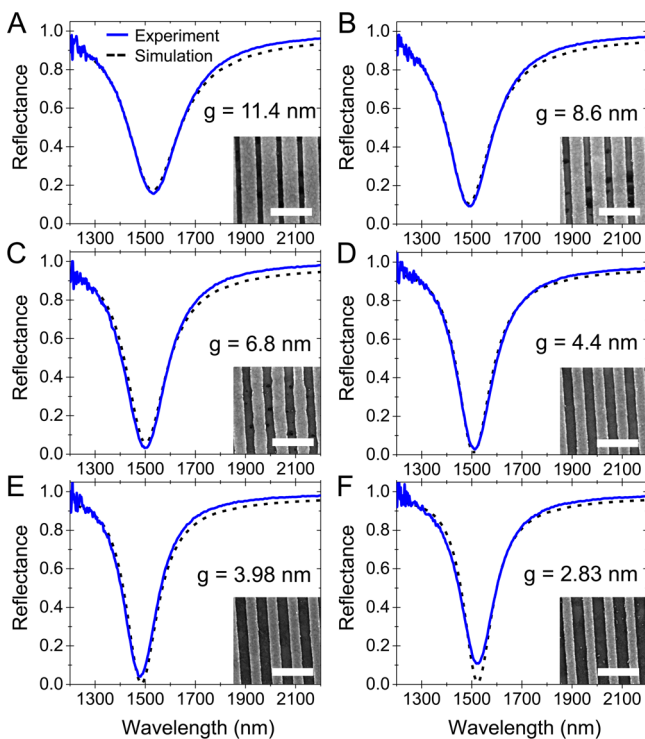 A
Experiment
Simulation
g = 11.4 nm
Reflectance
1.0
0.8
0.6
0.4
0.2
0.0
1300 1500 1700 1900 2100
B
g = 8.6 nm
Reflectance
1.0
0.8
0.6
0.4
0.2
0.0
1300 1500 1700 1900 2100
C
g = 6.8 nm
Reflectance
1.0
0.8
0.6
0.4
0.2
0.0
1300 1500 1700 1900 2100
D
g = 4.4 nm
Reflectance
1.0
0.8
0.6
0.4
0.2
0.0
1300 1500 1700 1900 2100
E
g = 3.98 nm
Reflectance
1.0
0.8
0.6
0.4
0.2
0.0
1300 1500 1700 1900 2100
Wavelength (nm)
F
g = 2.83 nm
Reflectance
1.0
0.8
0.6
0.4
0.2
0.0
1300 1500 1700 1900 2100
Wavelength (nm)